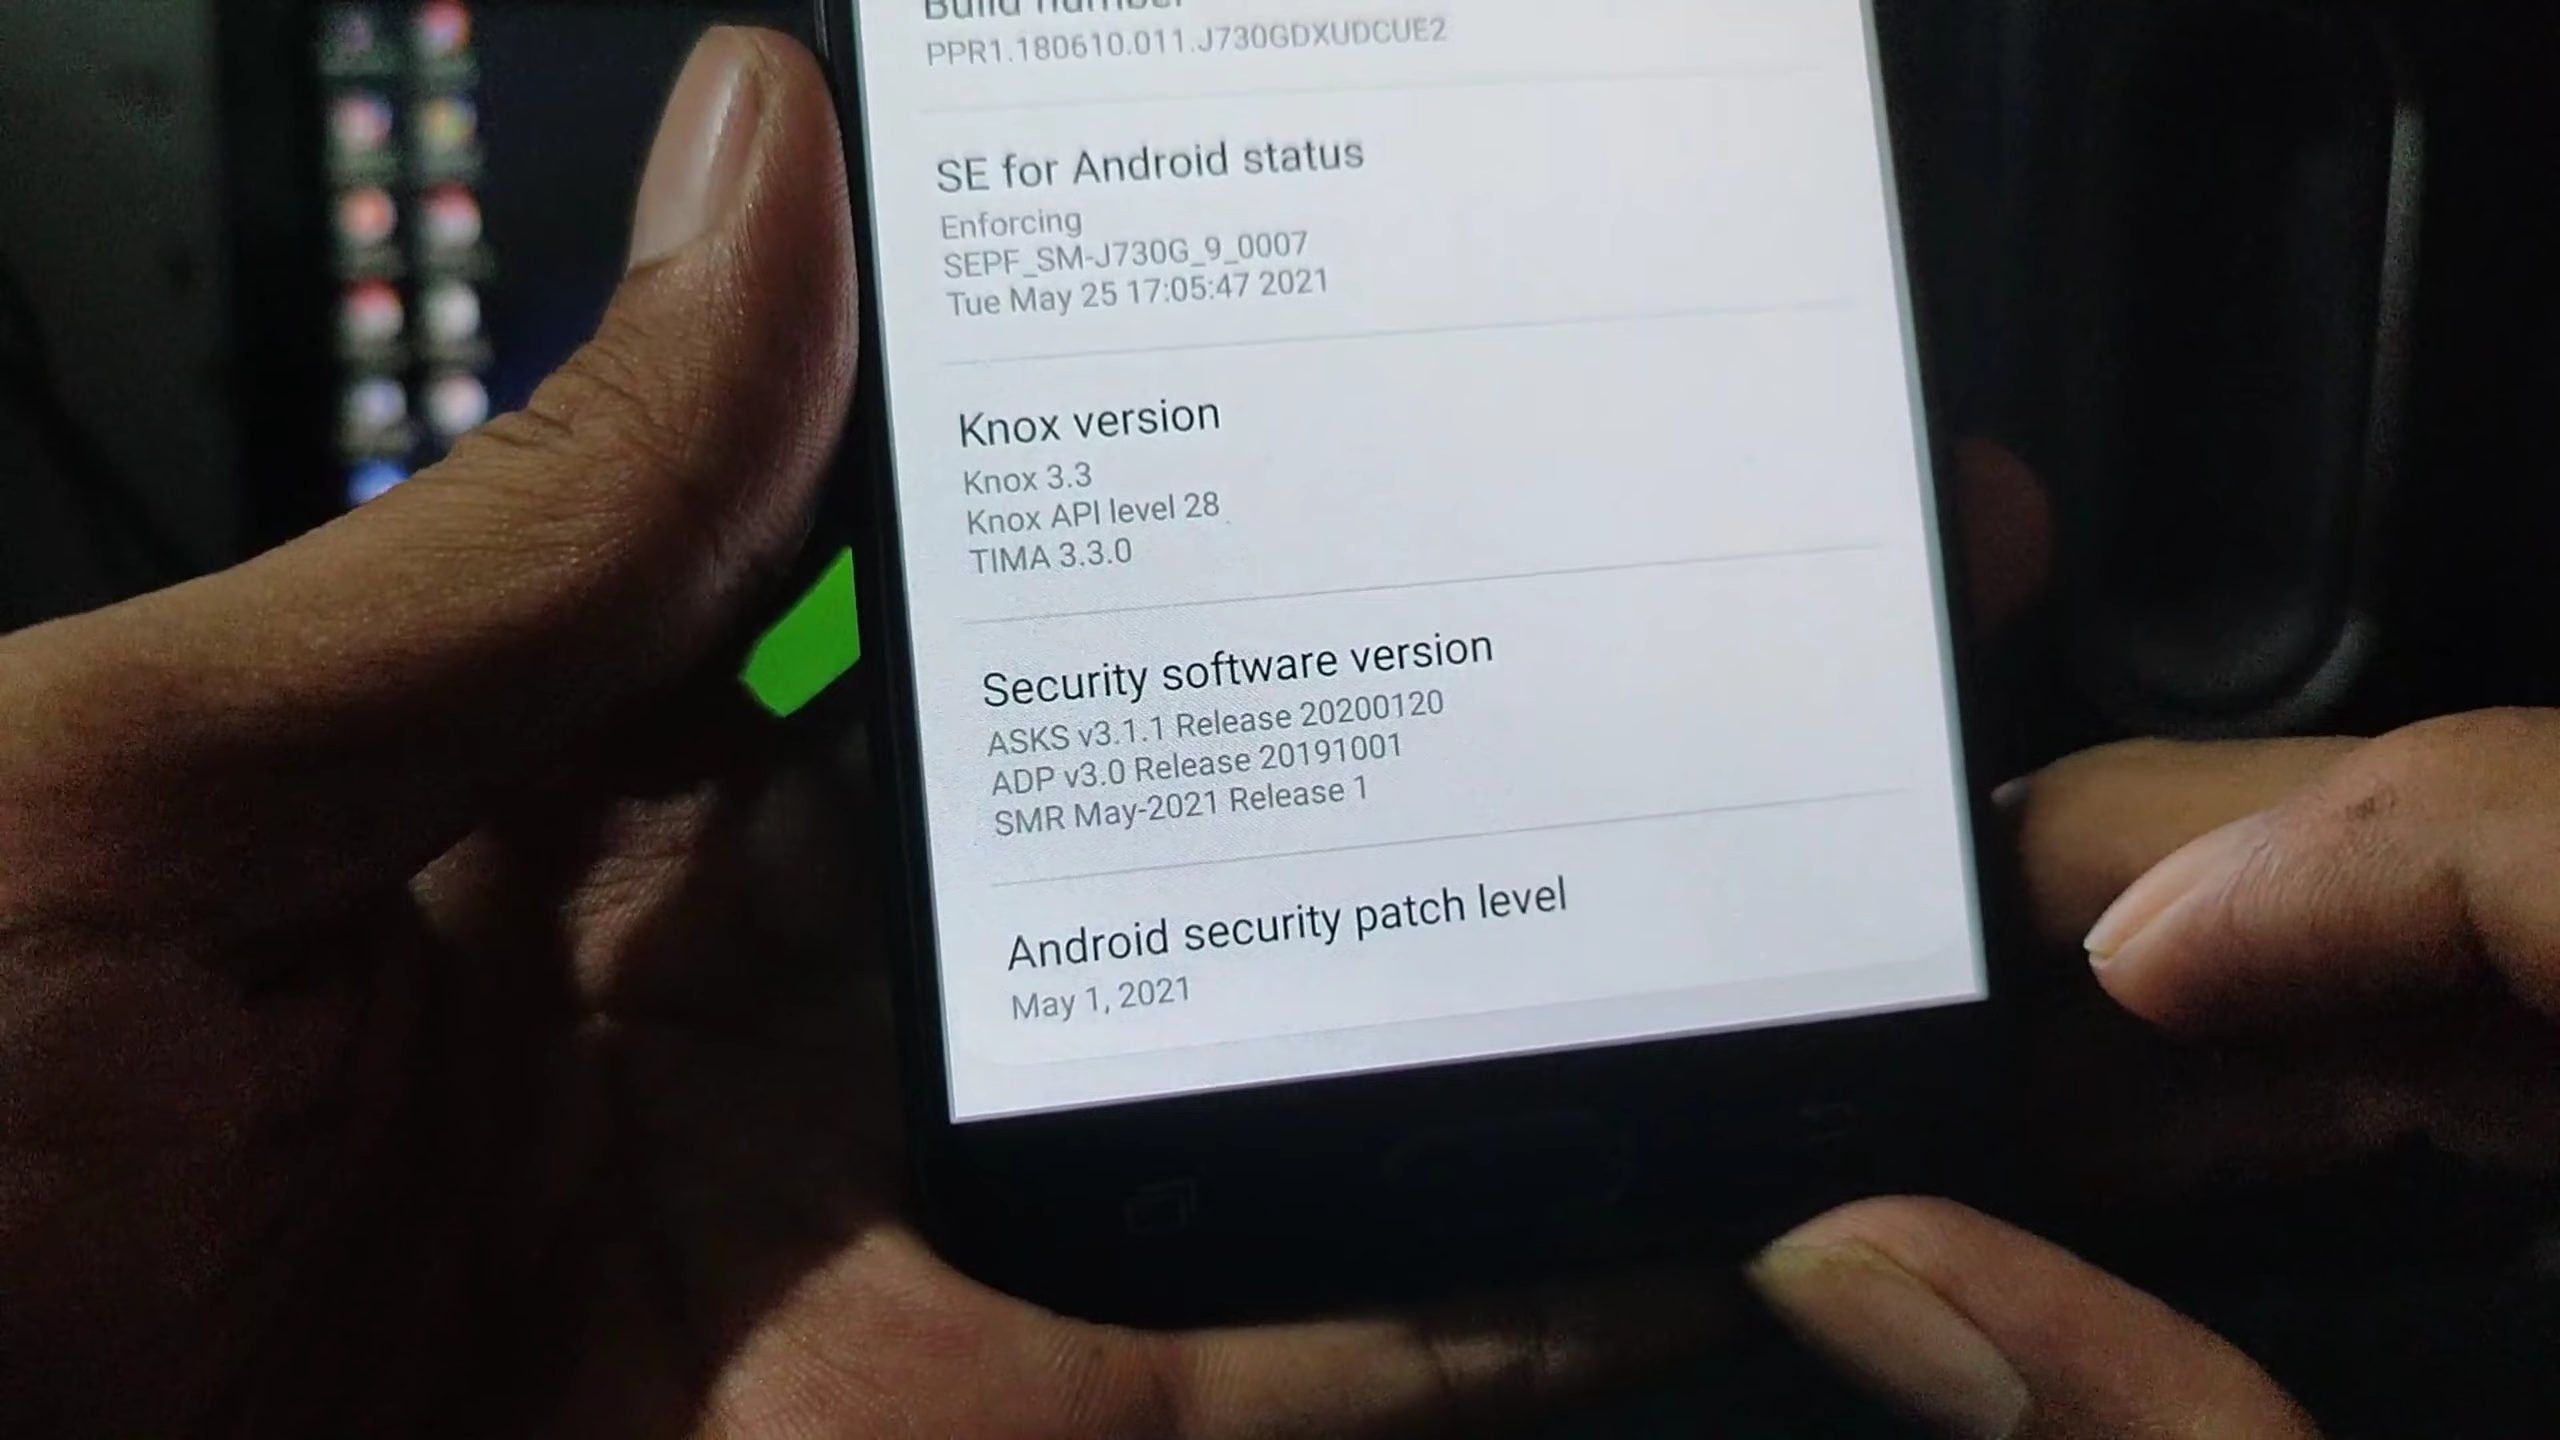 Build number
PPR1.180610.011.J730GDXUDCUE2
SE for Android status
Enforcing
SEPF_SM-J730G_9_0007
Tue May 25 17:05:47 2021
Knox version
Knox 3.3
Knox API level 28
TIMA 3.3.0
Security software version
ASKS v3.1.1 Release 20200120
ADP v3.0 Release 20191001
SMR May-2021 Release 1
Android security patch level
May 1, 2021